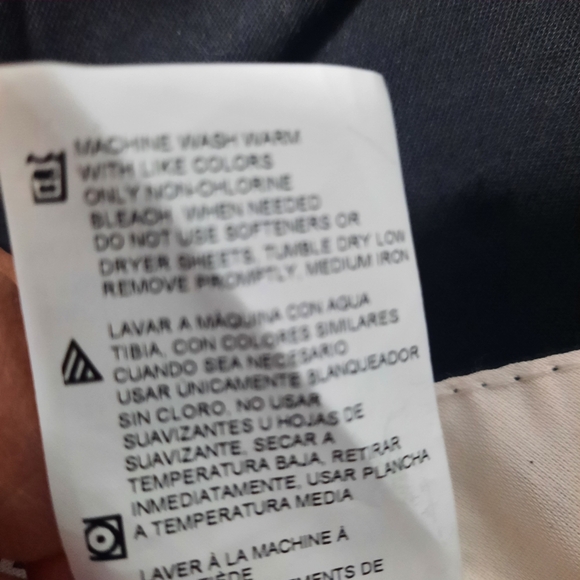 MACHINE WASH WARM
WITH LIKE COLORS
ONLY NON-CHLORINE
BLEACH WHEN NEEDED
DO NOT USE SOFTENERS OR
DRYER SHEETS, TUMBLE DRY LOW
REMOVE PROMPTLY, MEDIUM IRON
LAVAR A MÁQUINA CON AGUA
TIBIA, CON COLORES SIMILARES
CUANDO SEA NECESARIO
USAR ÚNICAMENTE BLANQUEADOR
SIN CLORO, NO USAR
SUAVIZANTES U HOJAS DE
SUAVIZANTE, SECAR A
TEMPERATURA BAJA, RETIRAR
INMEDIATAMENTE, USAR PLANCHA
A TEMPERATURA MEDIA
LAVER À LA MACHINE À
TIÈDE
DE